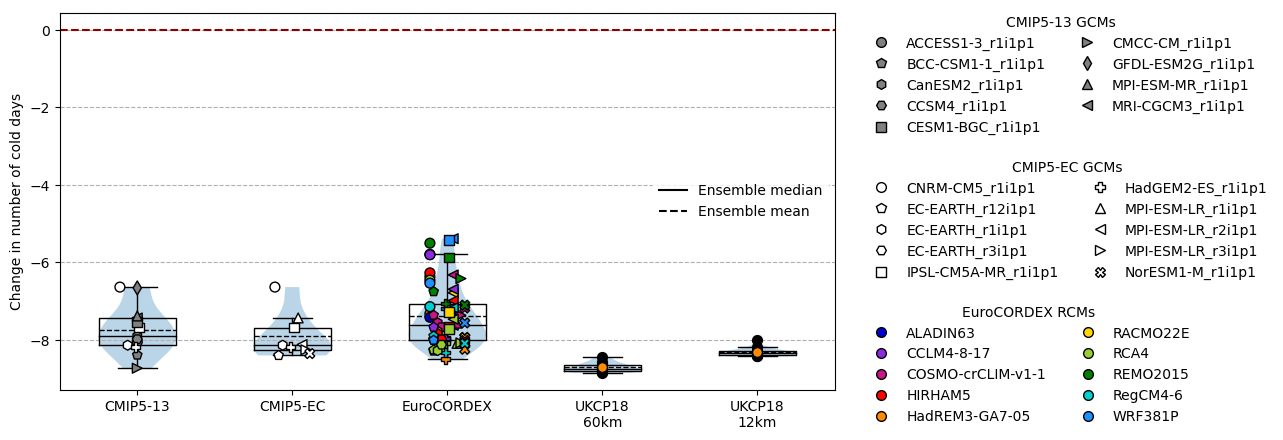 Change in number of cold days
0
−2
−4
−6
−8
CMIP5-13
CMIP5-EC
EuroCORDEX
UKCP18
60km
UKCP18
12km
Ensemble median
Ensemble mean
CMIP5-13 GCMs
ACCESS1-3_r1i1p1
BCC-CSM1-1_r1i1p1
CanESM2_r1i1p1
CCSM4_r1i1p1
CESM1-BGC_r1i1p1
CMCC-CM_r1i1p1
GFDL-ESM2G_r1i1p1
MPI-ESM-MR_r1i1p1
MRI-CGCM3_r1i1p1
CMIP5-EC GCMs
CNRM-CM5_r1i1p1
EC-EARTH_r12i1p1
EC-EARTH_r1i1p1
EC-EARTH_r3i1p1
IPSL-CM5A-MR_r1i1p1
HadGEM2-ES_r1i1p1
MPI-ESM-LR_r1i1p1
MPI-ESM-LR_r2i1p1
MPI-ESM-LR_r3i1p1
NorESM1-M_r1i1p1
EuroCORDEX RCMs
ALADIN63
CCLM4-8-17
COSMO-crCLIM-v1-1
HIRHAM5
HadREM3-GA7-05
RACMO22E
RCA4
REMO2015
RegCM4-6
WRF381P